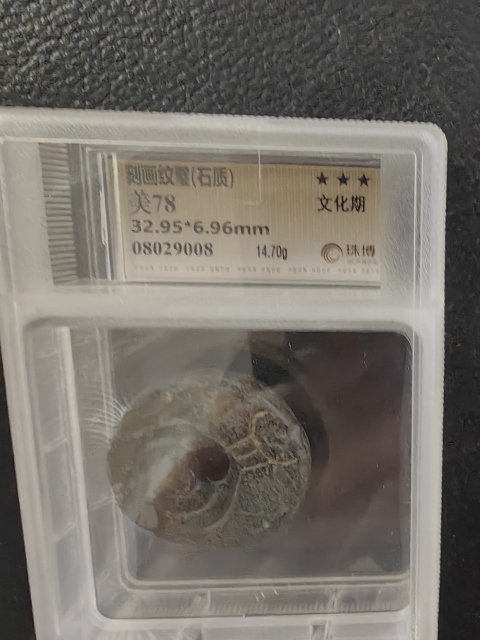 刻画纹璧(石质)
★★★
美78
文化期
32.95*6.96mm
08029008
14.70g
珠博